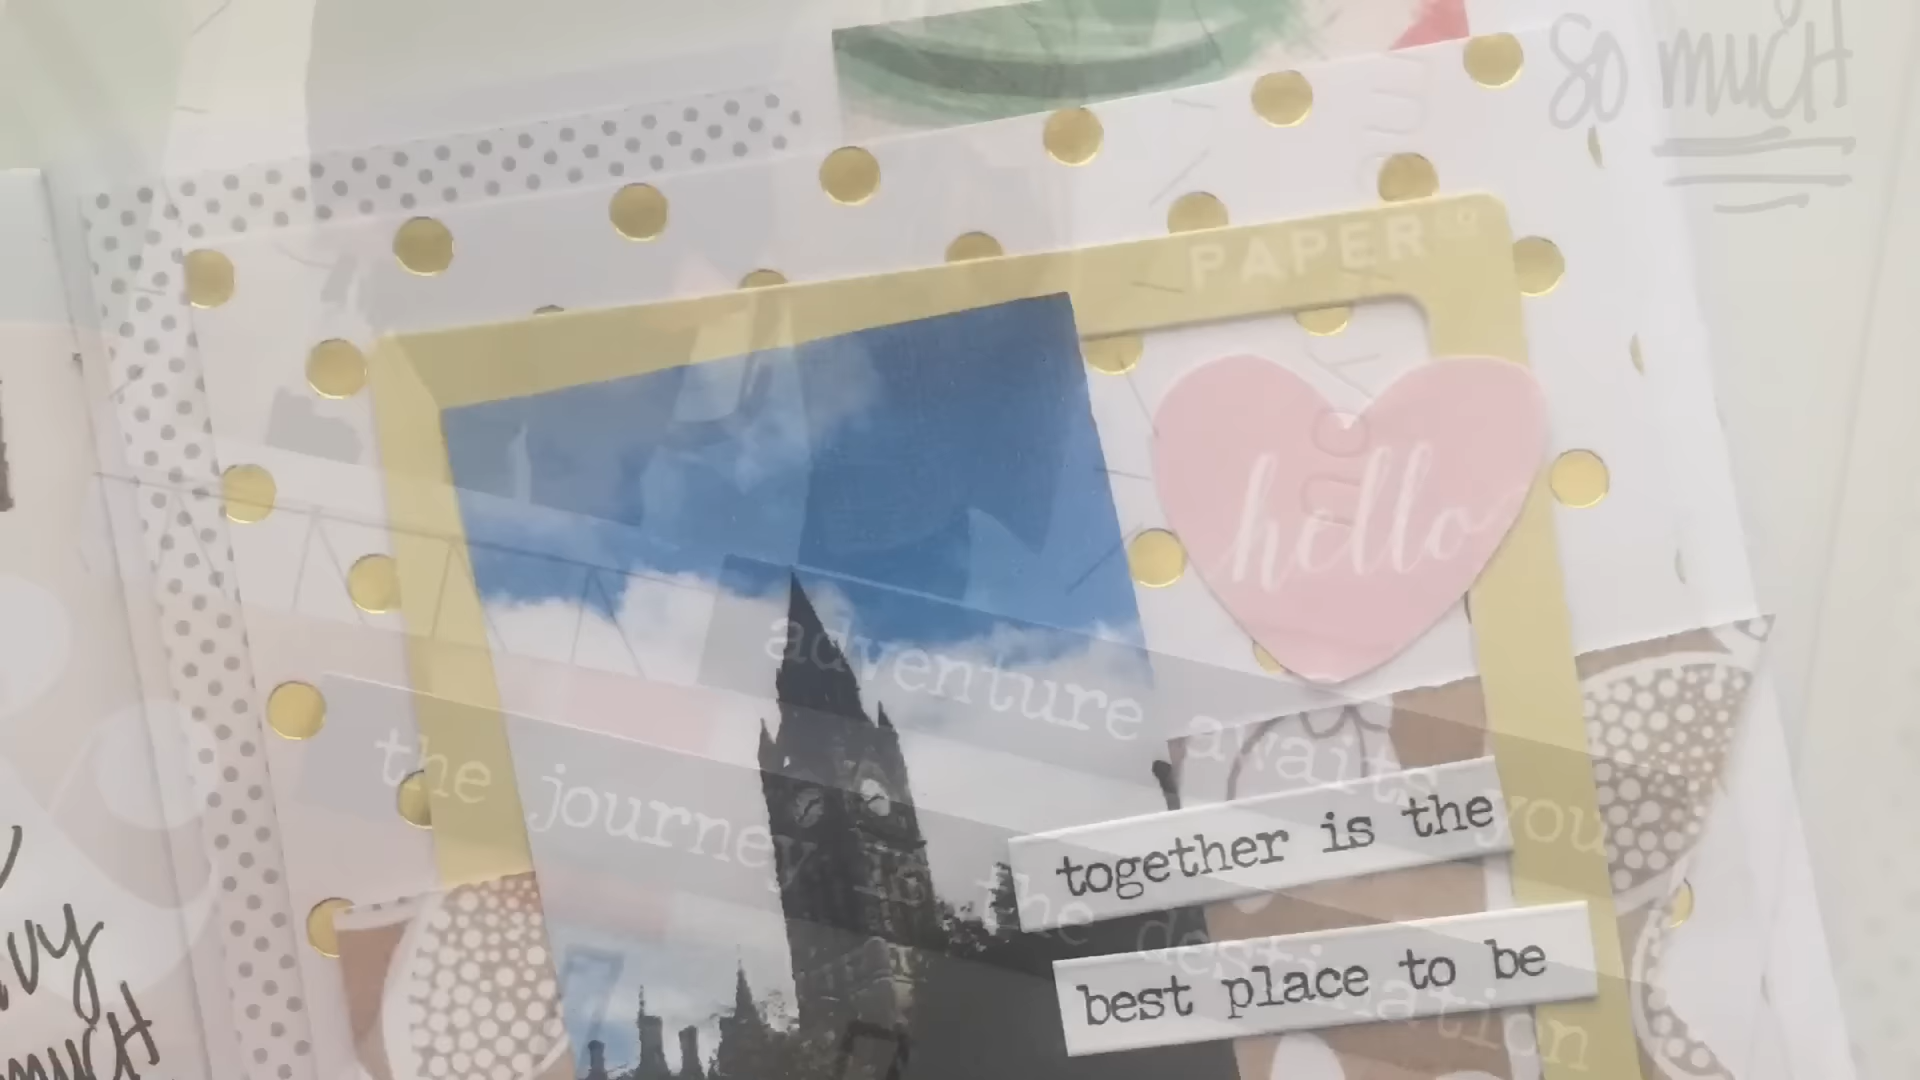 so much
PAPER
hello
adventure awaits you
the journey is the destination
together is the
best place to be
much